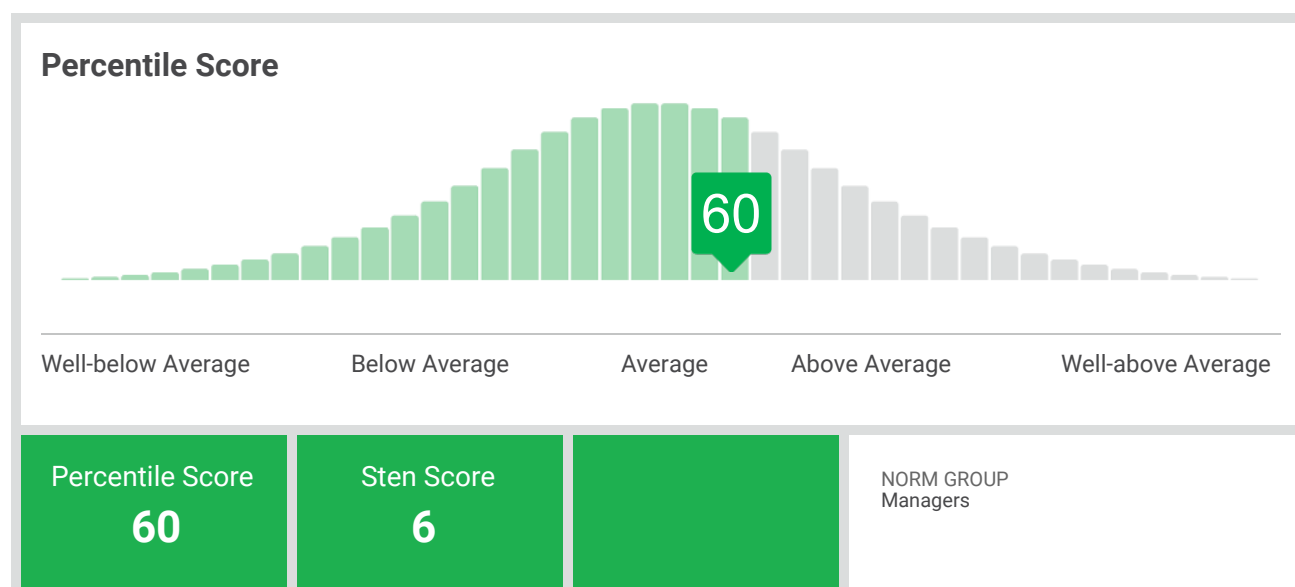 Percentile Score
60
Well-below Average Below Average Average Above Average Well-above Average
Percentile Score
60
Sten Score
6
NORM GROUP
Managers